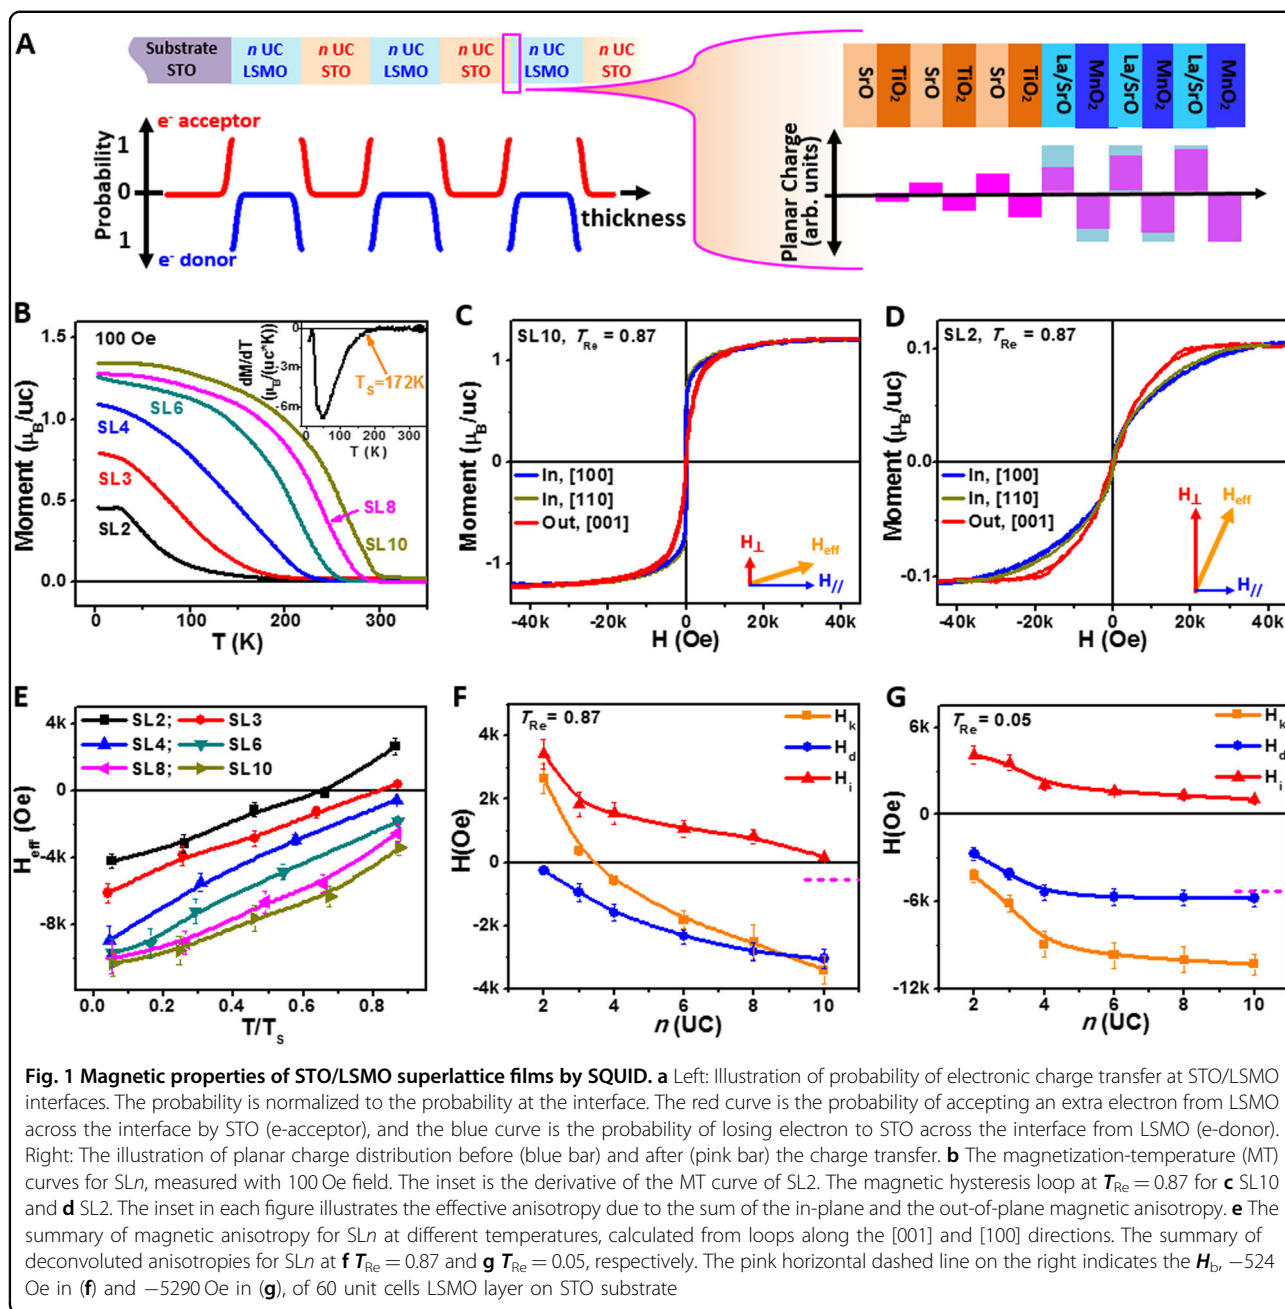 A
Substrate STO
n UC LSMO
n UC STO
n UC LSMO
n UC STO
n UC LSMO
n UC STO
SrO
TiO2
SrO
TiO2
SrO
TiO2
La/SrO
MnO2
La/SrO
MnO2
La/SrO
MnO2
Probability
1
0
1
e- acceptor
e- donor
thickness
Planar Charge
(arb. units)
B
100 Oe
Moment (μB/uc)
1.5
1.0
0.5
0.0
0 100 200 300
T (K)
SL6
SL4
SL3
SL2
SL8
SL10
dM/dT
(μB/(uc*K))
0
-3m
-6m
TS=172K
0 100 200 300
T (K)
C
SL10, TRe = 0.87
Moment (μB/uc)
1
0
-1
In, [100]
In, [110]
Out, [001]
H⊥
Heff
H//
-40k -20k 0 20k 40k
H (Oe)
D
SL2, TRe = 0.87
Moment (μB/uc)
0.1
0.0
-0.1
In, [100]
In, [110]
Out, [001]
H⊥
Heff
H//
-40k -20k 0 20k 40k
H (Oe)
E
SL2; SL3
SL4; SL6
SL8; SL10
Heff (Oe)
4k
0
-4k
-8k
0.0 0.2 0.4 0.6 0.8
T/TS
F
TRe = 0.87
Hk
Hd
Hi
H(Oe)
4k
2k
0
-2k
-4k
2 4 6 8 10
n (UC)
G
TRe = 0.05
Hk
Hd
Hi
H(Oe)
6k
0
-6k
-12k
2 4 6 8 10
n (UC)
Fig. 1 Magnetic properties of STO/LSMO superlattice films by SQUID. a Left: Illustration of probability of electronic charge transfer at STO/LSMO
interfaces. The probability is normalized to the probability at the interface. The red curve is the probability of accepting an extra electron from LSMO
across the interface by STO (e-acceptor), and the blue curve is the probability of losing electron to STO across the interface from LSMO (e-donor).
Right: The illustration of planar charge distribution before (blue bar) and after (pink bar) the charge transfer. b The magnetization-temperature (MT)
curves for SLn, measured with 100 Oe field. The inset is the derivative of the MT curve of SL2. The magnetic hysteresis loop at TRe = 0.87 for c SL10
and d SL2. The inset in each figure illustrates the effective anisotropy due to the sum of the in-plane and the out-of-plane magnetic anisotropy. e The
summary of magnetic anisotropy for SLn at different temperatures, calculated from loops along the [001] and [100] directions. The summary of
deconvoluted anisotropies for SLn at f TRe = 0.87 and g TRe = 0.05, respectively. The pink horizontal dashed line on the right indicates the Hb, −524
Oe in (f) and −5290 Oe in (g), of 60 unit cells LSMO layer on STO substrate